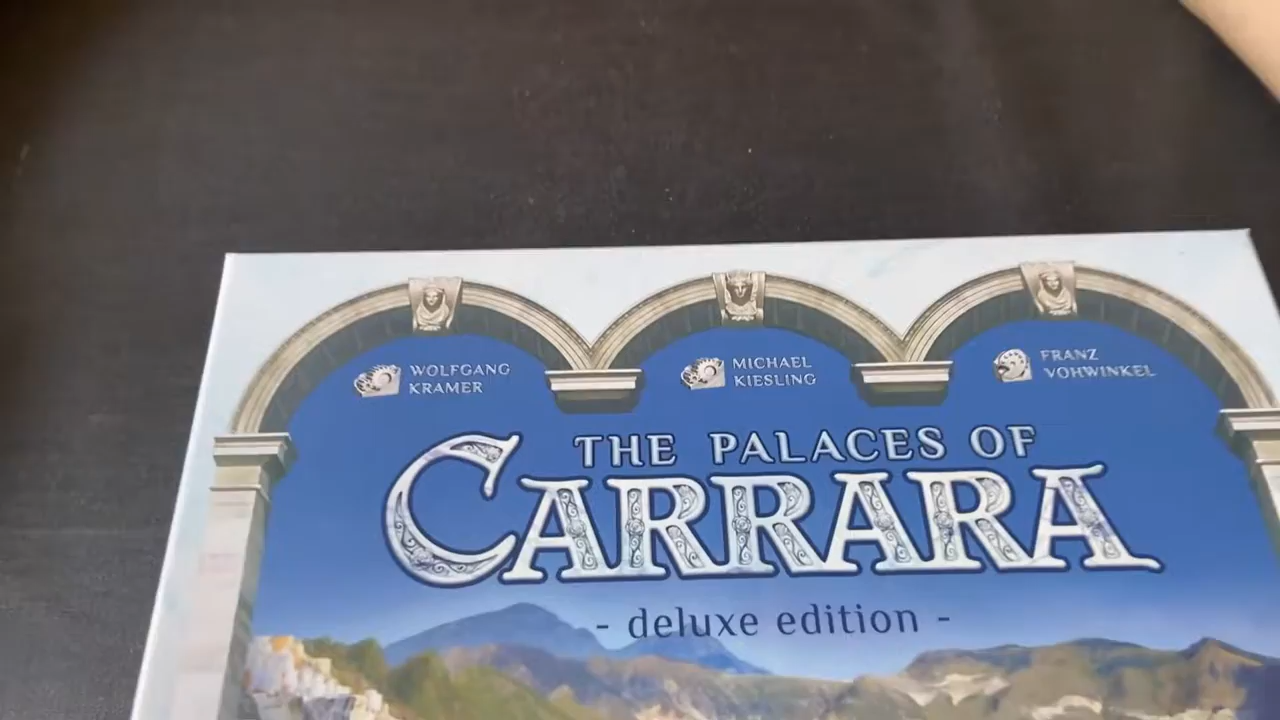 WOLFGANG
KRAMER
MICHAEL
KIESLING
FRANZ
VOHWINKEL
THE PALACES OF
CARRARA
- deluxe edition -